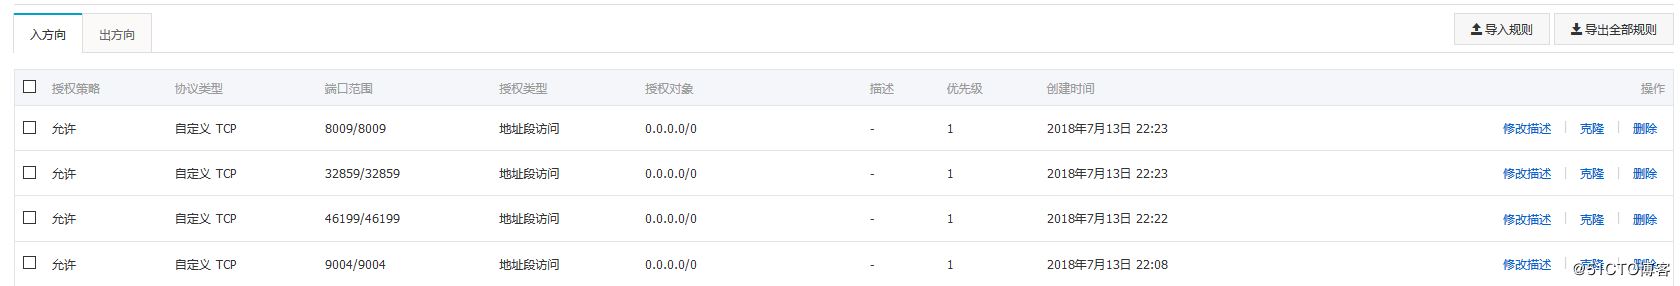 入方向 出方向 导入规则 导出全部规则
授权策略 协议类型 端口范围 授权类型 授权对象 描述 优先级 创建时间 操作
允许 自定义 TCP 8009/8009 地址段访问 0.0.0.0/0 - 1 2018年7月13日 22:23 修改描述 克隆 删除
允许 自定义 TCP 32859/32859 地址段访问 0.0.0.0/0 - 1 2018年7月13日 22:23 修改描述 克隆 删除
允许 自定义 TCP 46199/46199 地址段访问 0.0.0.0/0 - 1 2018年7月13日 22:22 修改描述 克隆 删除
允许 自定义 TCP 9004/9004 地址段访问 0.0.0.0/0 - 1 2018年7月13日 22:08 修改描述 克隆 删除
@51CTO博客